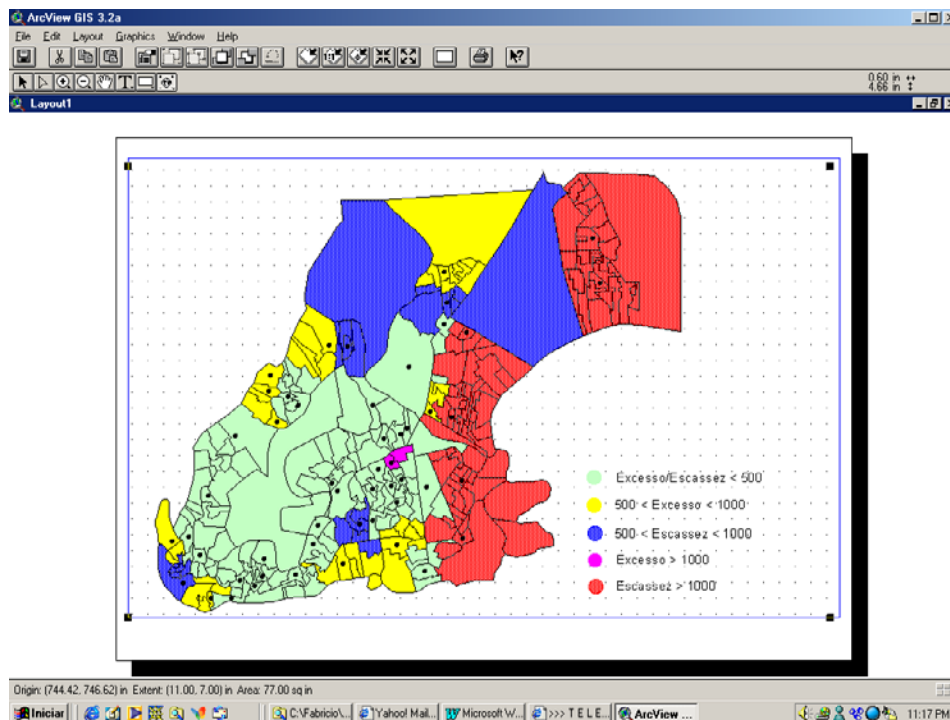 ArcView GIS 3.2a
File Edit Layout Graphics Window Help
0.60 in
4.66 in
Layout1
Excesso/Escassez < 500
500 < Excesso < 1000
500 < Escassez < 1000
Excesso > 1000
Escassez > 1000
Origin: (744.42, 746.62) in Extent: (11.00, 7.00) in Area: 77.00 sq in
Iniciar C:\Fabricio\... Yahoo! Mail... Microsoft W... >>> T E L E... ArcView ... 11:17 PM